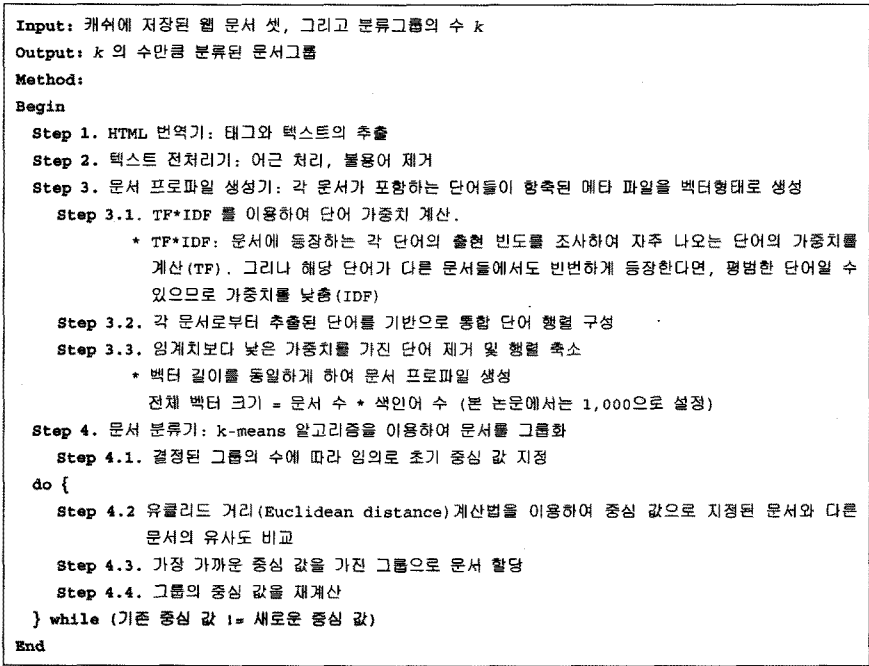 Input: 캐쉬에 저장된 웹 문서 셋, 그리고 분류그룹의 수 k
Output: k 의 수만큼 분류된 문서그룹
Method:
Begin
Step 1. HTML 번역기: 태그와 텍스트의 추출
Step 2. 텍스트 전처리기: 어근 처리, 불용어 제거
Step 3. 문서 프로파일 생성기: 각 문서가 포함하는 단어들이 함축된 메타 파일을 벡터형태로 생성
Step 3.1. TF*IDF 를 이용하여 단어 가중치 계산.
* TF*IDF: 문서에 등장하는 각 단어의 출현 빈도를 조사하여 자주 나오는 단어의 가중치를
계산(TF). 그리나 해당 단어가 다른 문서들에서도 빈번하게 등장한다면, 평범한 단어일 수
있으므로 가중치를 낮춤(IDF)
Step 3.2. 각 문서로부터 추출된 단어를 기반으로 통합 단어 행렬 구성
Step 3.3. 임계치보다 낮은 가중치를 가진 단어 제거 및 행렬 축소
* 벡터 길이를 동일하게 하여 문서 프로파일 생성
전체 벡터 크기 = 문서 수 * 색인어 수 (본 논문에서는 1,000으로 설정)
Step 4. 문서 분류기: k-means 알고리즘을 이용하여 문서를 그룹화
Step 4.1. 결정된 그룹의 수에 따라 임의로 초기 중심 값 지정
do {
Step 4.2 유클리드 거리(Euclidean distance)계산법을 이용하여 중심 값으로 지정된 문서와 다른
문서의 유사도 비교
Step 4.3. 가장 가까운 중심 값을 가진 그룹으로 문서 할당
Step 4.4. 그룹의 중심 값을 재계산
} while (기존 중심 값 != 새로운 중심 값)
End